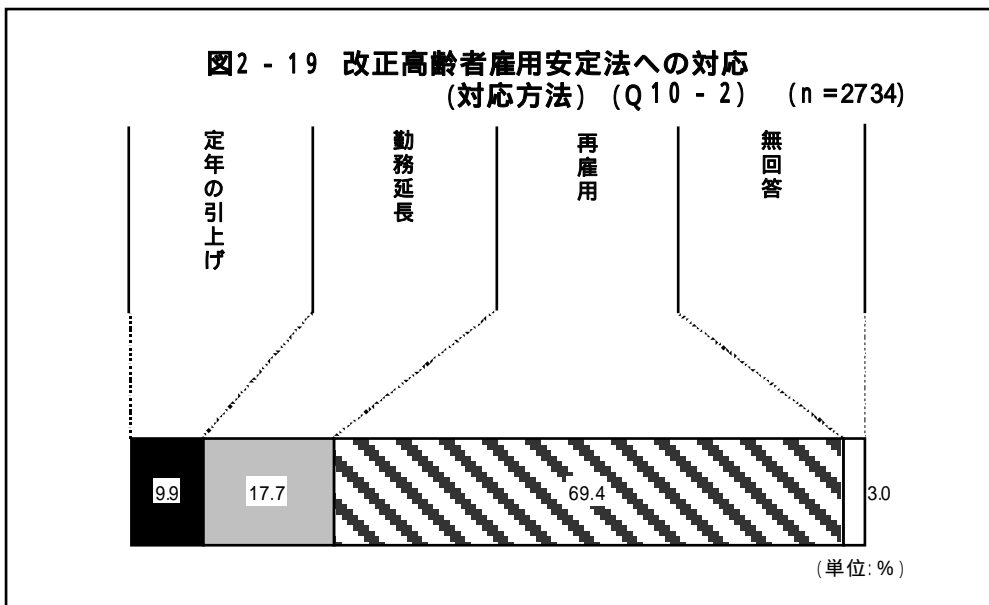 図2-19 改正高齢者雇用安定法への対応
(対応方法) (Q10-2) (n=2734)
定年の引上げ
勤務延長
再雇用
無回答
9.9
17.7
69.4
3.0
(単位:%)